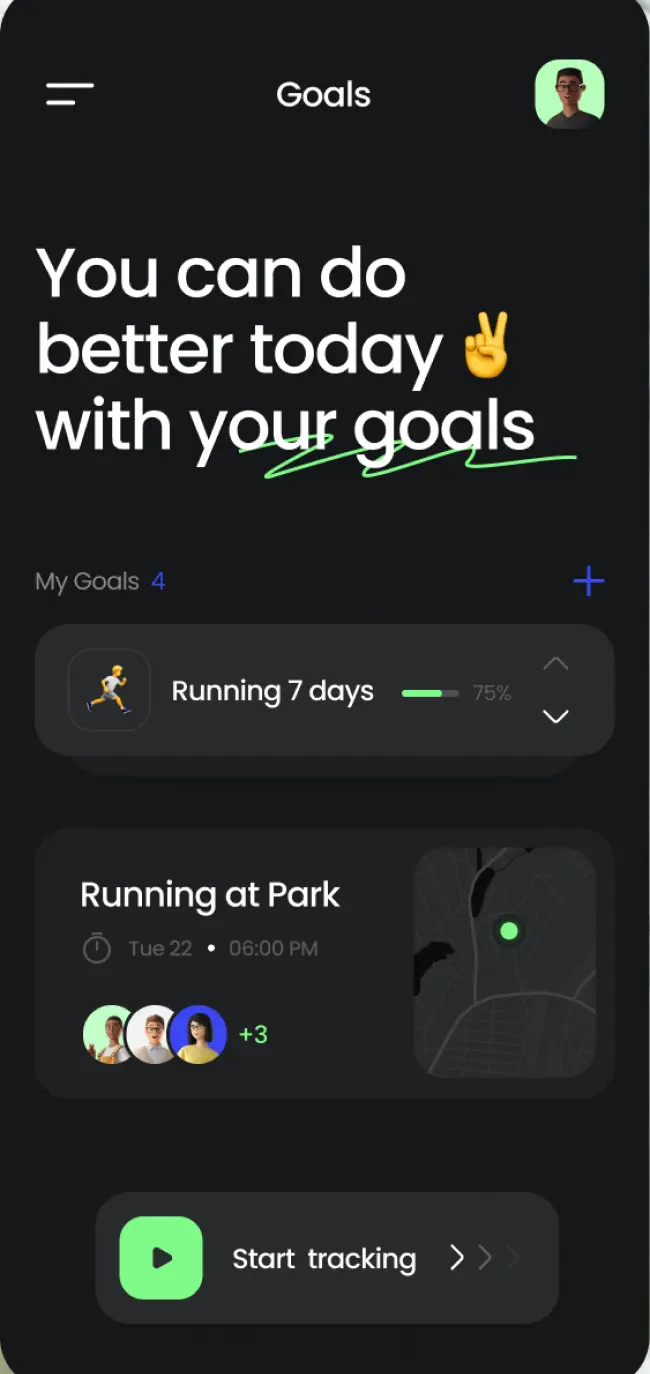 Goals
You can do
better today ✌️
with your goals
My Goals 4
Running 7 days 75%
Running at Park
Tue 22 • 06:00 PM
+3
Start tracking